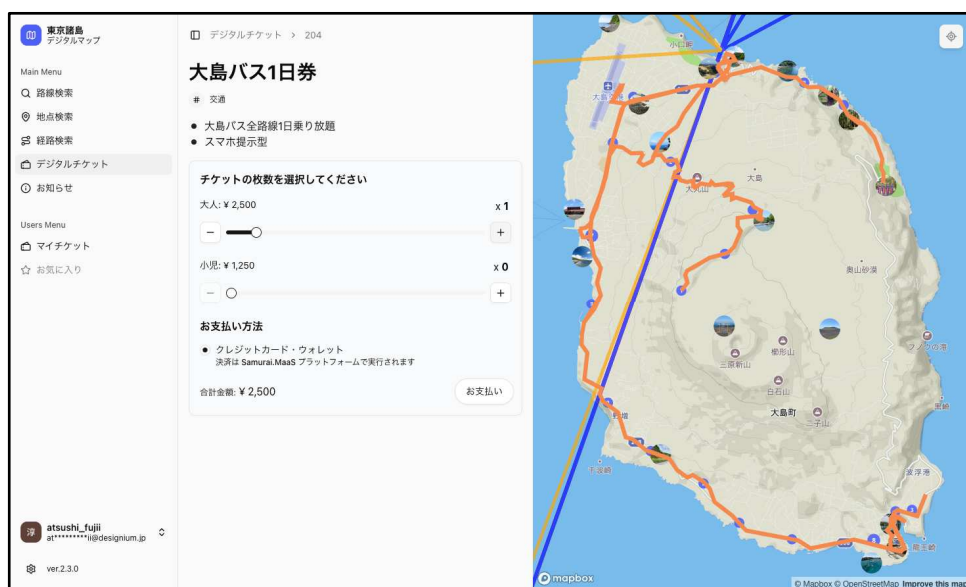 東京諸島
デジタルマップ
Main Menu
路線検索
地点検索
経路検索
デジタルチケット
お知らせ
Users Menu
マイチケット
お気に入り
淳
atsushi_fujii
at*********ii@designium.jp
ver.2.3.0
デジタルチケット > 204
大島バス1日券
# 交通
• 大島バス全路線1日乗り放題
• スマホ提示型
チケットの枚数を選択してください
大人: ¥ 2,500
x 1
小児: ¥ 1,250
x 0
お支払い方法
• クレジットカード・ウォレット
決済は Samurai.MaaS プラットフォームで実行されます
合計金額: ¥ 2,500
お支払い
大島
奥山砂漠
三原新山
櫛形山
白石山
大島町
二子山
波浮港
龍王崎
mapbox
© Mapbox © OpenStreetMap Improve this map